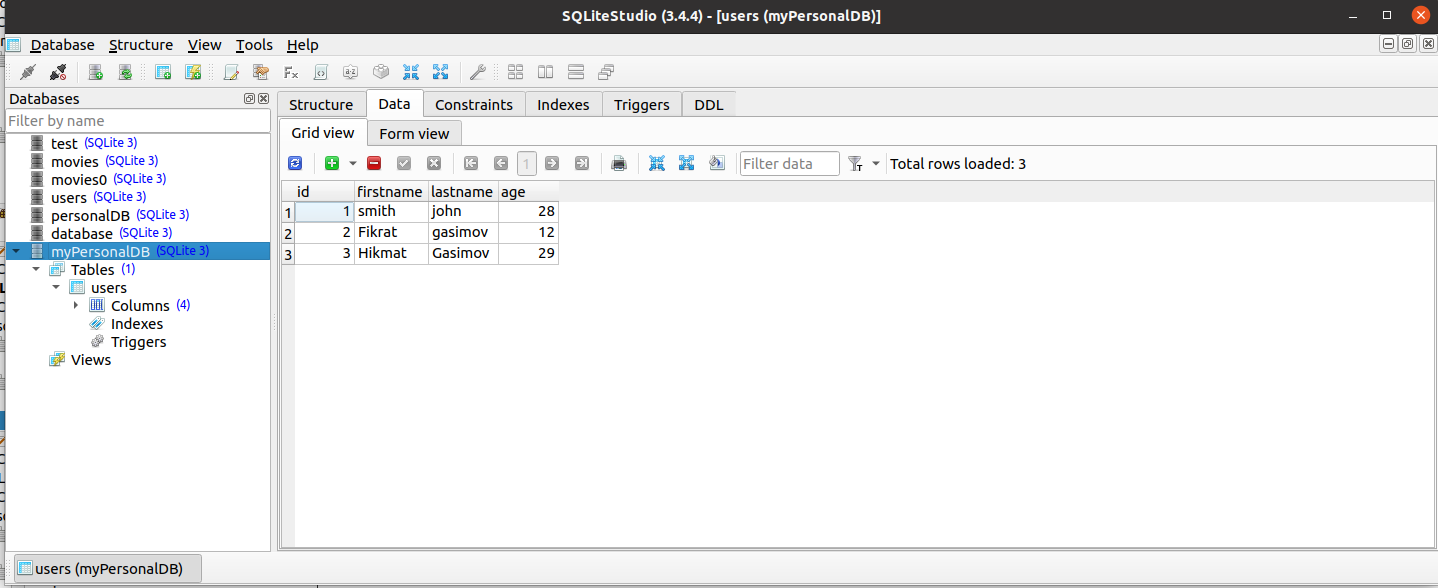 SQLiteStudio (3.4.4) - [users (myPersonalDB)]
Database Structure View Tools Help
Databases
Filter by name
test (SQLite 3)
movies (SQLite 3)
movies0 (SQLite 3)
users (SQLite 3)
personalDB (SQLite 3)
database (SQLite 3)
myPersonalDB (SQLite 3)
Tables (1)
users
Columns (4)
Indexes
Triggers
Views
Structure Data Constraints Indexes Triggers DDL
Grid view Form view
1 Filter data Total rows loaded: 3
id firstname lastname age
1 1 smith john 28
2 2 Fikrat gasimov 12
3 3 Hikmat Gasimov 29
users (myPersonalDB)